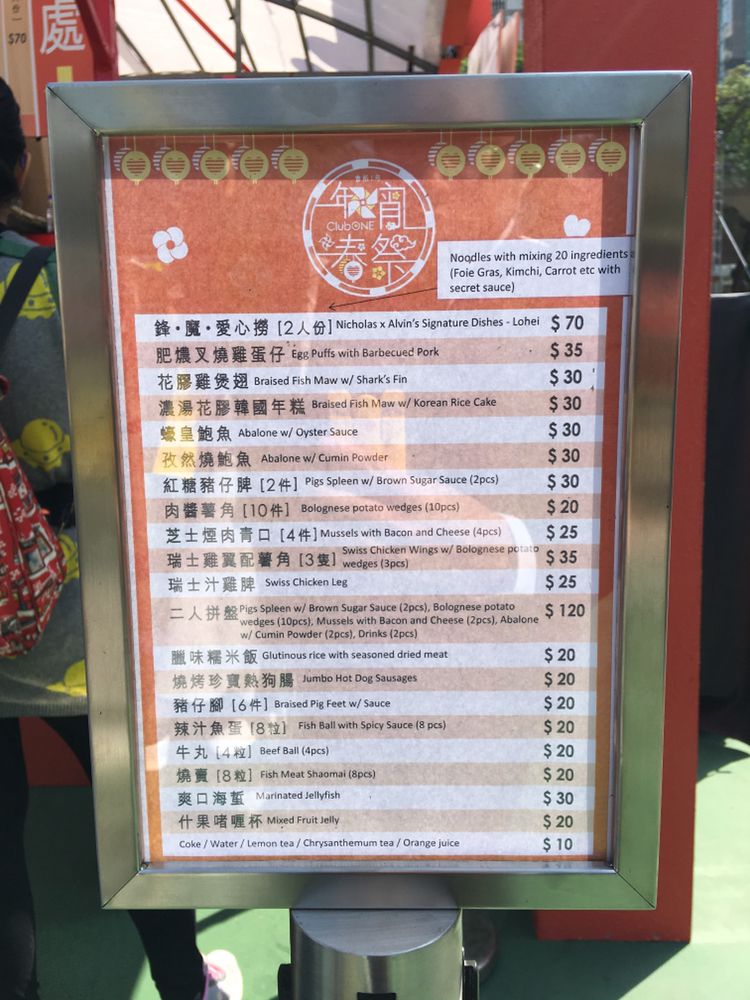 處
$70
年宵
ClubONE
春祭
Noodles with mixing 20 ingredients
(Foie Gras, Kimchi, Carrot etc with
secret sauce)
鋒・魔・愛心撈 [2人份] Nicholas x Alvin's Signature Dishes - Lohei $ 70
肥濃叉燒雞蛋仔 Egg Puffs with Barbecued Pork $ 35
花膠雞煲翅 Braised Fish Maw w/ Shark's Fin $ 30
濃湯花膠韓國年糕 Braised Fish Maw w/ Korean Rice Cake $ 30
蠔皇鮑魚 Abalone w/ Oyster Sauce $ 30
孜然燒鮑魚 Abalone w/ Cumin Powder $ 30
紅糖豬仔脾 [2件] Pigs Spleen w/ Brown Sugar Sauce (2pcs) $ 30
肉醬薯角 [10件] Bolognese potato wedges (10pcs) $ 20
芝士煙肉青口 [4件] Mussels with Bacon and Cheese (4pcs) $ 25
瑞士雞翼配薯角 [3隻] Swiss Chicken Wings w/ Bolognese potato
wedges (3pcs) $ 35
瑞士汁雞脾 Swiss Chicken Leg $ 25
二人拼盤 Pigs Spleen w/ Brown Sugar Sauce (2pcs), Bolognese potato
wedges (10pcs), Mussels with Bacon and Cheese (2pcs), Abalone
w/ Cumin Powder (2pcs), Drinks (2pcs) $ 120
臘味糯米飯 Glutinous rice with seasoned dried meat $ 20
燒烤珍寶熱狗腸 Jumbo Hot Dog Sausages $ 20
豬仔腳 [6件] Braised Pig Feet w/ Sauce $ 20
辣汁魚蛋 [8粒] Fish Ball with Spicy Sauce (8 pcs) $ 20
牛丸 [4粒] Beef Ball (4pcs) $ 20
燒賣 [8粒] Fish Meat Shaomai (8pcs) $ 20
爽口海蜇 Marinated Jellyfish $ 30
什果啫喱杯 Mixed Fruit Jelly $ 20
Coke / Water / Lemon tea / Chrysanthemum tea / Orange juice $ 10